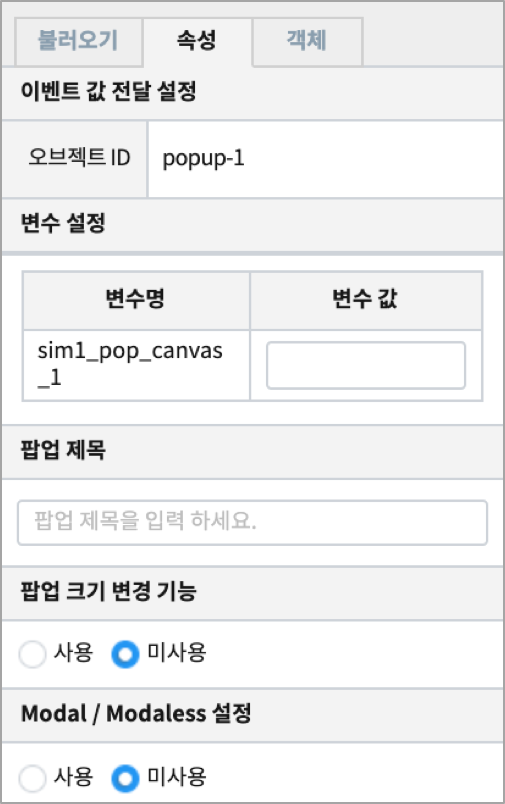 불러오기 속성 객체
이벤트 값 전달 설정
오브젝트 ID popup-1
변수 설정
변수명 변수 값
sim1_pop_canvas
_1
팝업 제목
팝업 제목을 입력 하세요.
팝업 크기 변경 기능
사용 미사용
Modal / Modaless 설정
사용 미사용